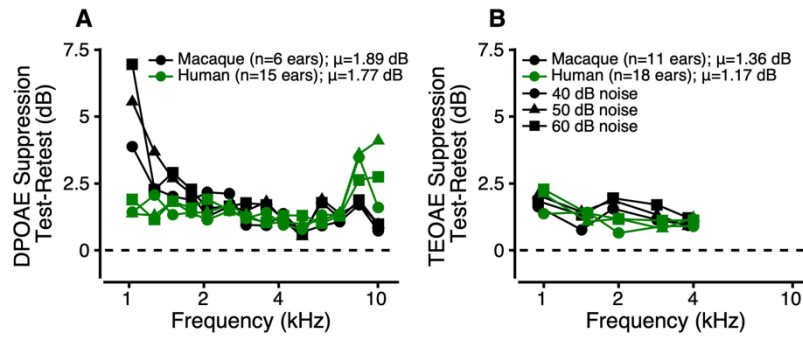 A
DPOAE Suppression
Test-Retest (dB)
7.5
5
2.5
0
Macaque (n=6 ears); μ=1.89 dB
Human (n=15 ears); μ=1.77 dB
1
2
4
10
Frequency (kHz)
B
TEOAE Suppression
Test-Retest (dB)
7.5
5
2.5
0
Macaque (n=11 ears); μ=1.36 dB
Human (n=18 ears); μ=1.17 dB
40 dB noise
50 dB noise
60 dB noise
1
2
4
10
Frequency (kHz)